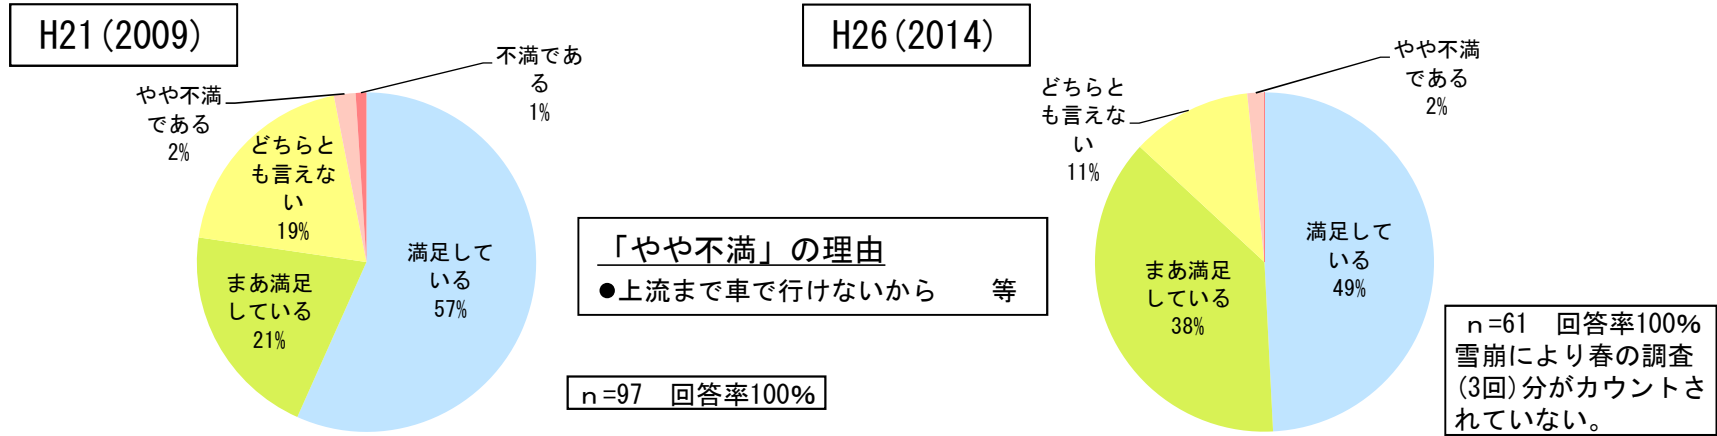 H21(2009)
不満であ
る
1%
やや不満
である
2%
どちらと
も言えな
い
19%
まあ満足
している
21%
満足して
いる
57%
「やや不満」の理由
●上流まで車で行けないから　　等
ｎ=97　回答率100%
H26(2014)
やや不満
である
2%
どちらと
も言えな
い
11%
まあ満足
している
38%
満足して
いる
49%
ｎ=61　回答率100%
雪崩により春の調査
(3回)分がカウントさ
れていない。